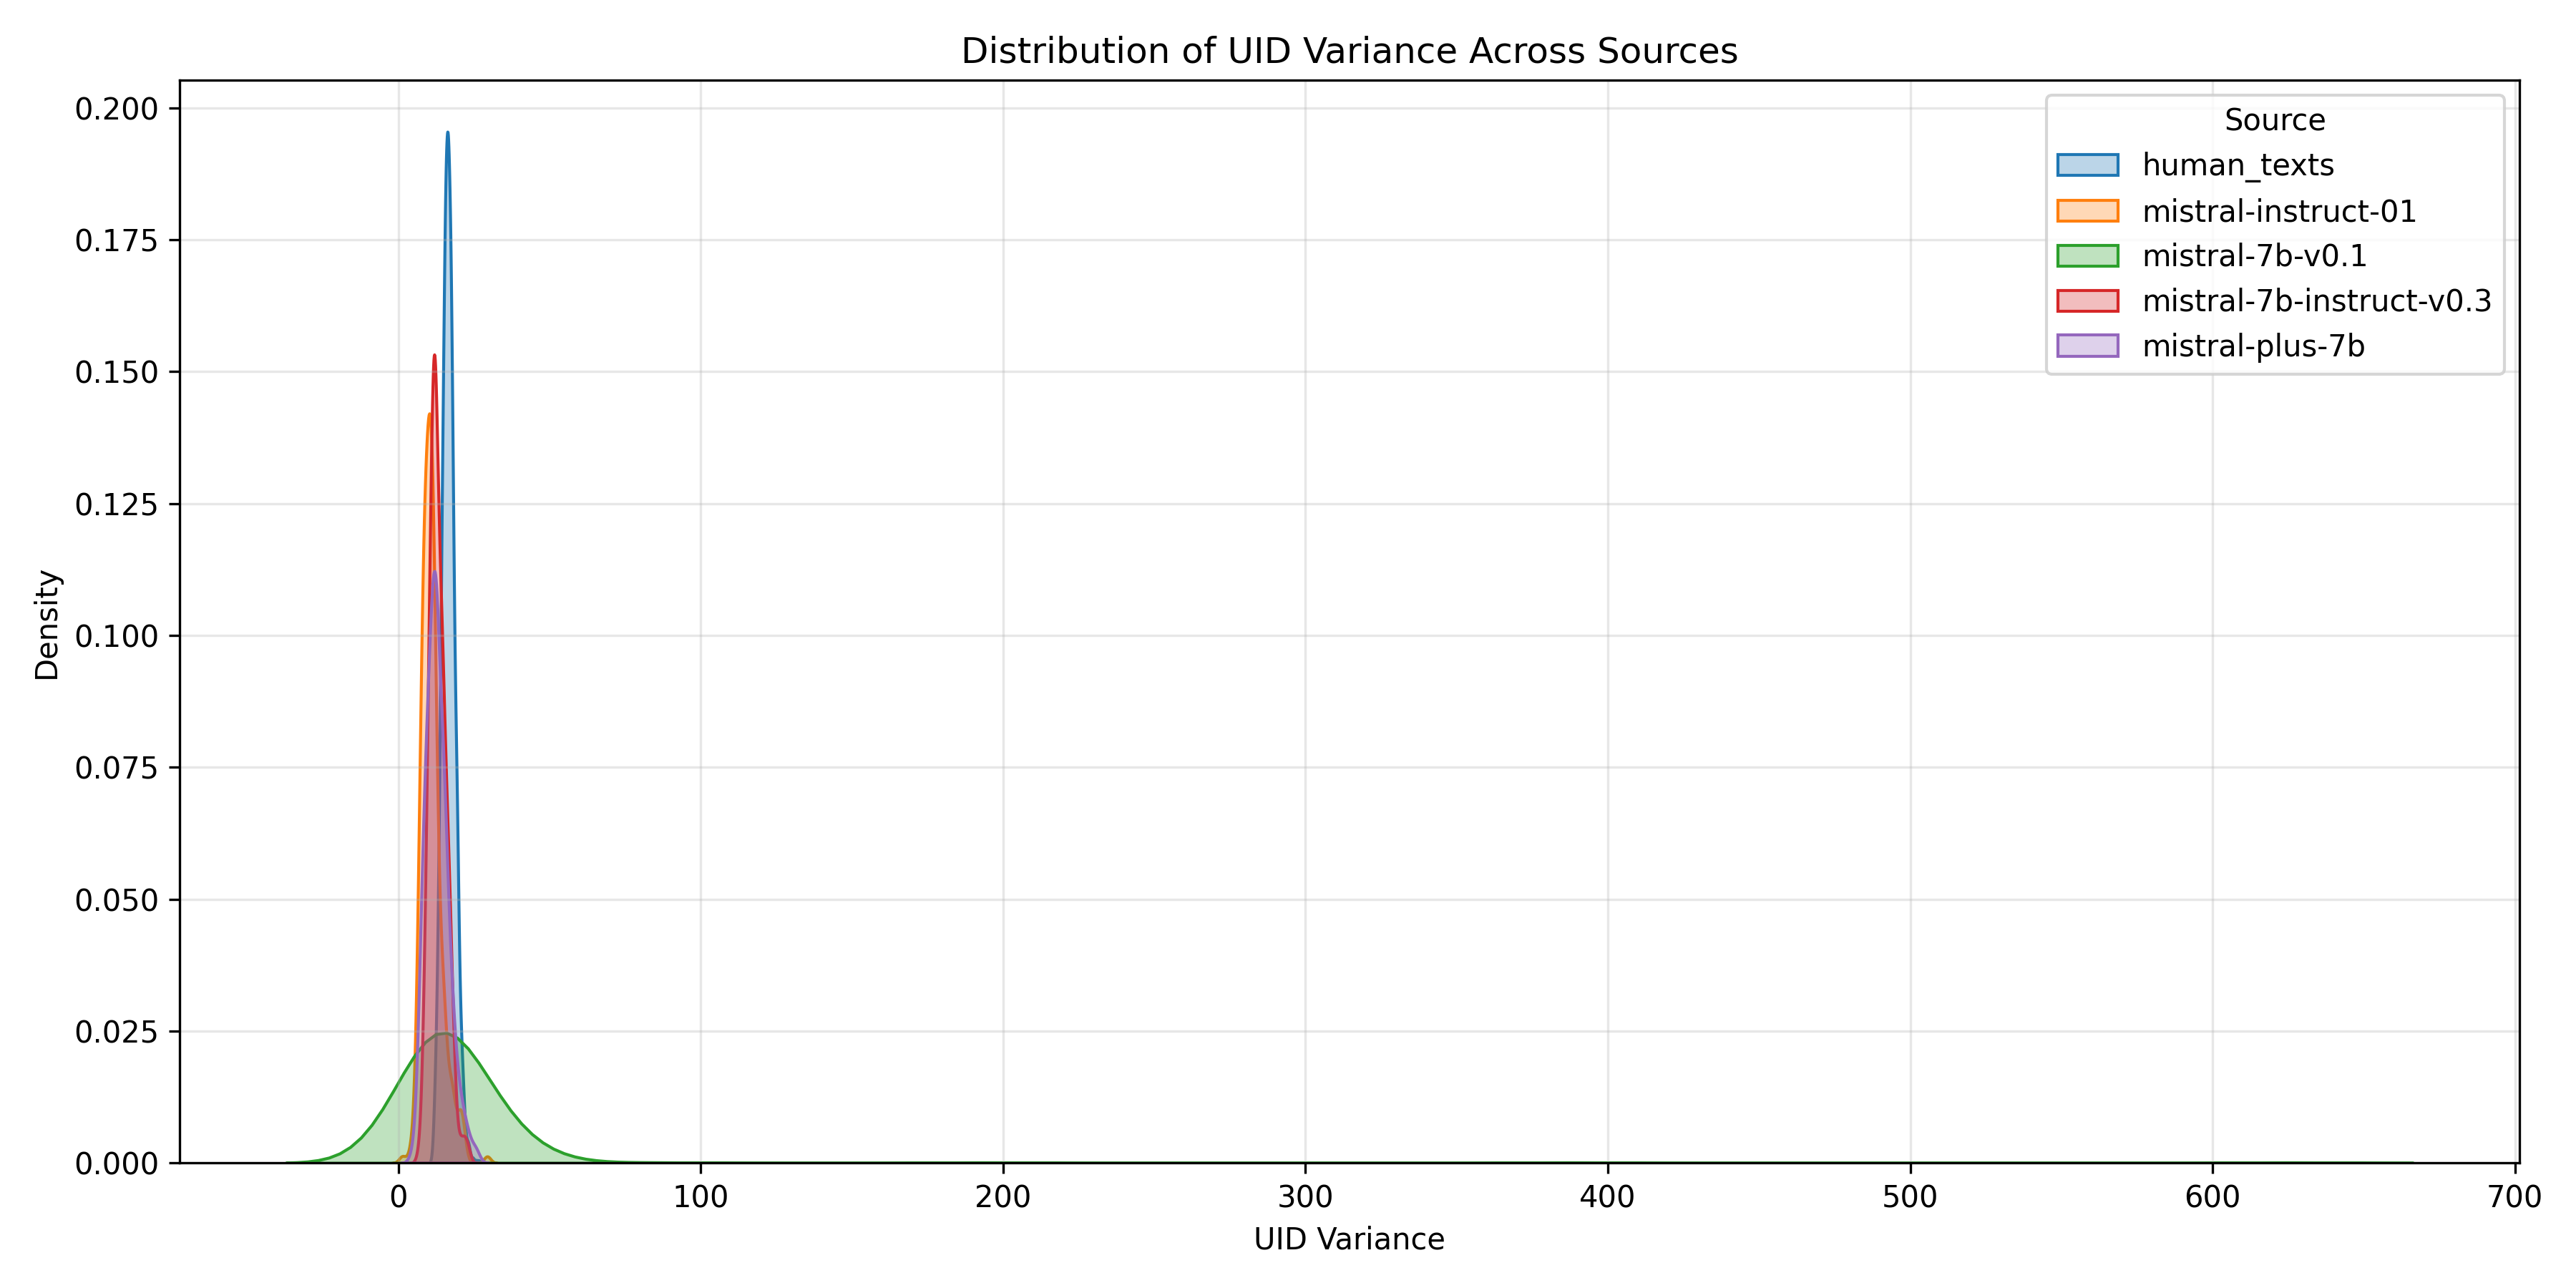 Distribution of UID Variance Across Sources
Source
human_texts
mistral-instruct-01
mistral-7b-v0.1
mistral-7b-instruct-v0.3
mistral-plus-7b
Density
0.200
0.175
0.150
0.125
0.100
0.075
0.050
0.025
0.000
0 100 200 300 400 500 600 700
UID Variance